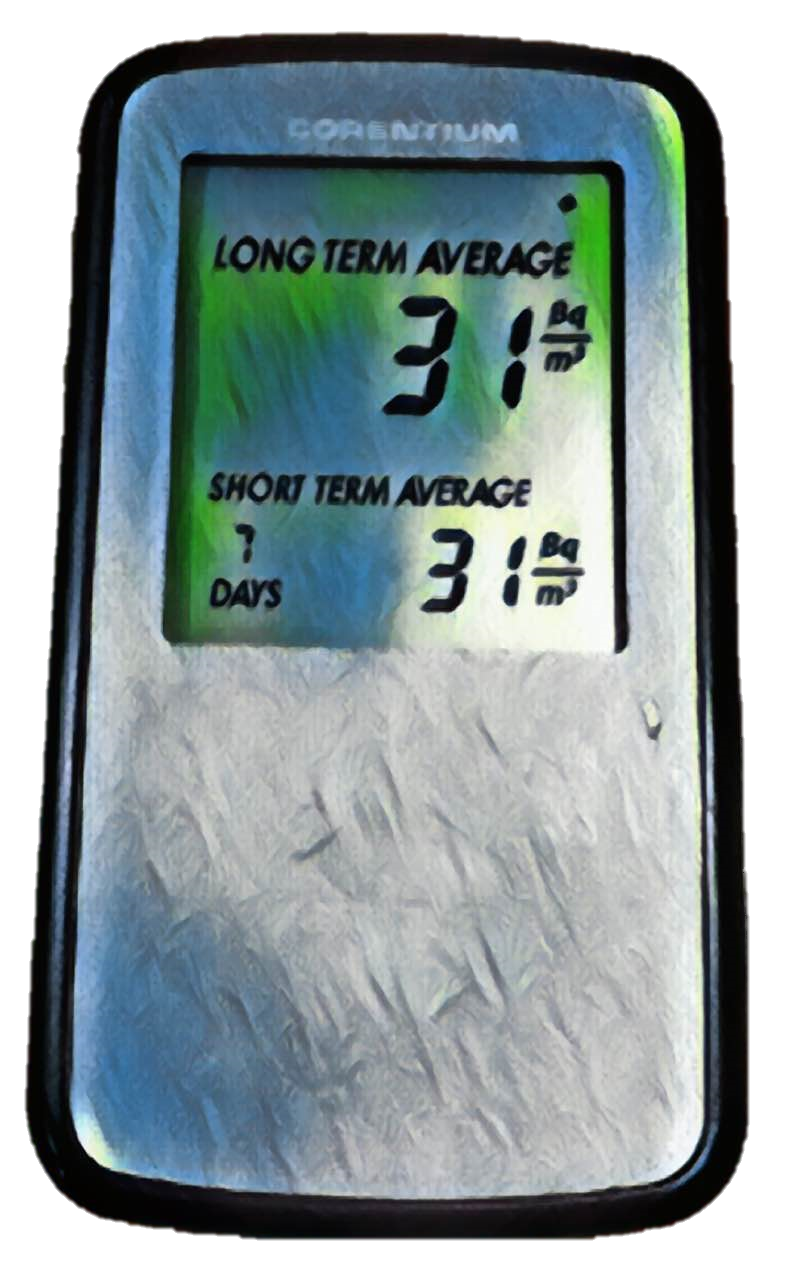 CORENTIUM
LONG TERM AVERAGE
31 Bq/m³
SHORT TERM AVERAGE
7
DAYS
31 Bq/m³